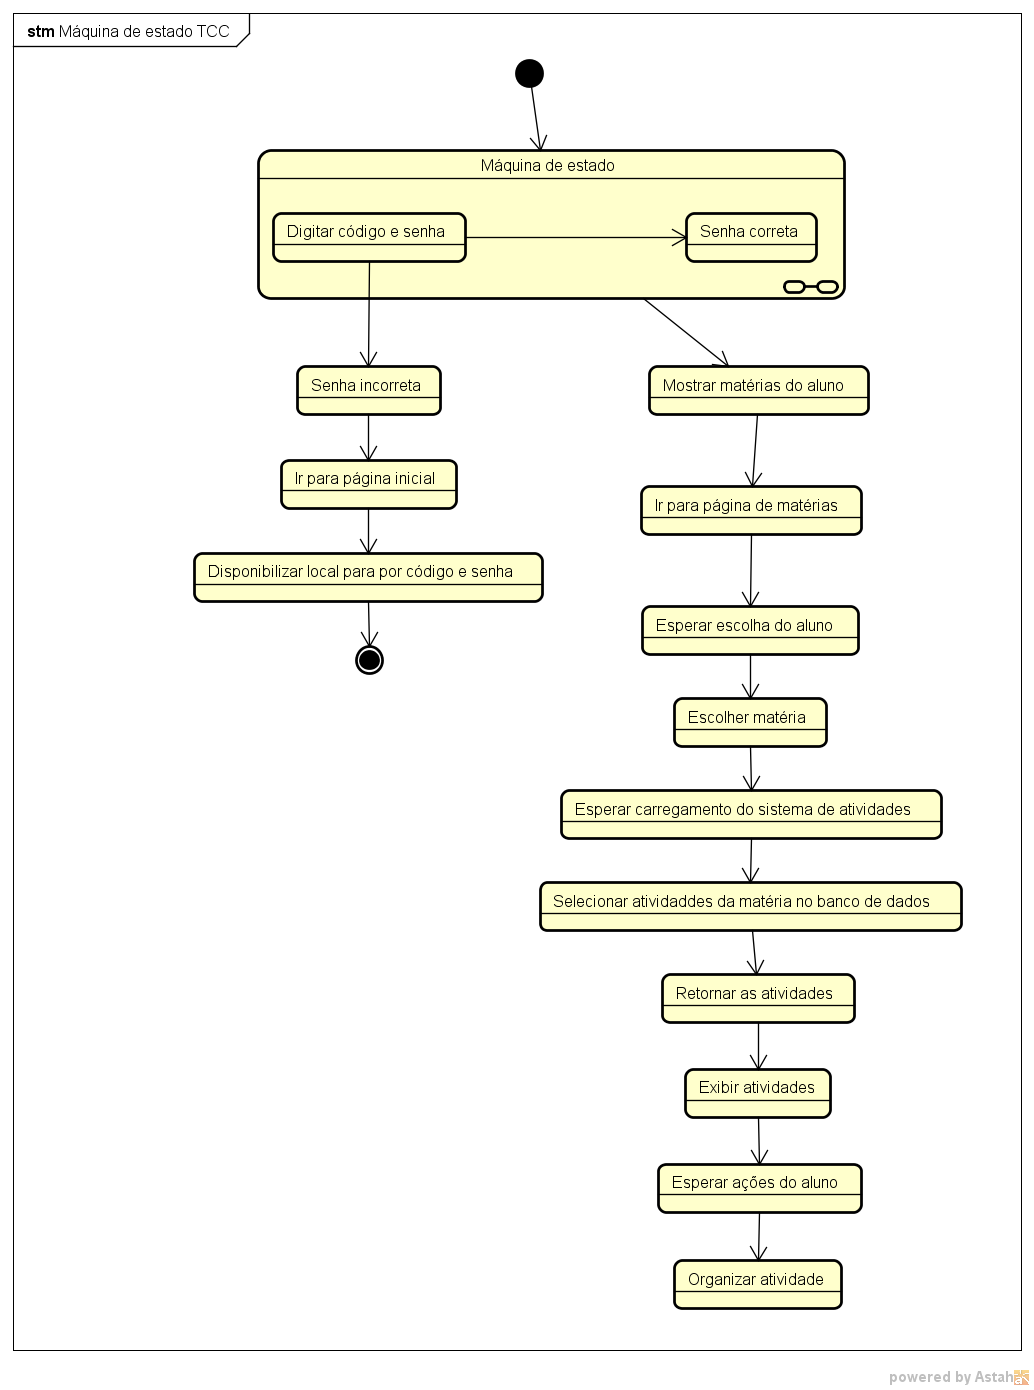 stm Máquina de estado TCC
Máquina de estado
Digitar código e senha
Senha correta
Senha incorreta
Mostrar matérias do aluno
Ir para página inicial
Ir para página de matérias
Disponibilizar local para por código e senha
Esperar escolha do aluno
Escolher matéria
Esperar carregamento do sistema de atividades
Selecionar atividaddes da matéria no banco de dados
Retornar as atividades
Exibir atividades
Esperar ações do aluno
Organizar atividade
powered by Astah